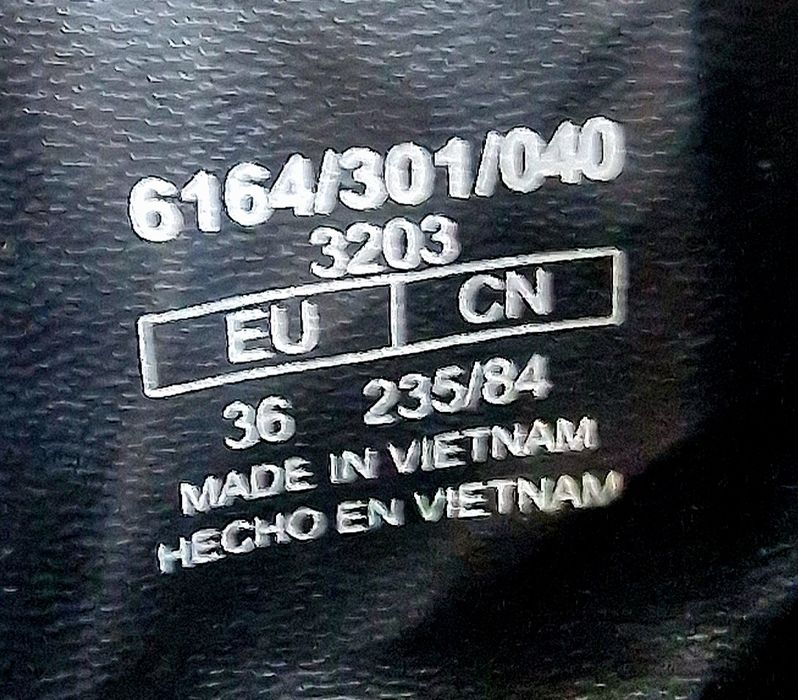 6164/301/040
3203
EU CN
36 235/84
MADE IN VIETNAM
HECHO EN VIETNAM